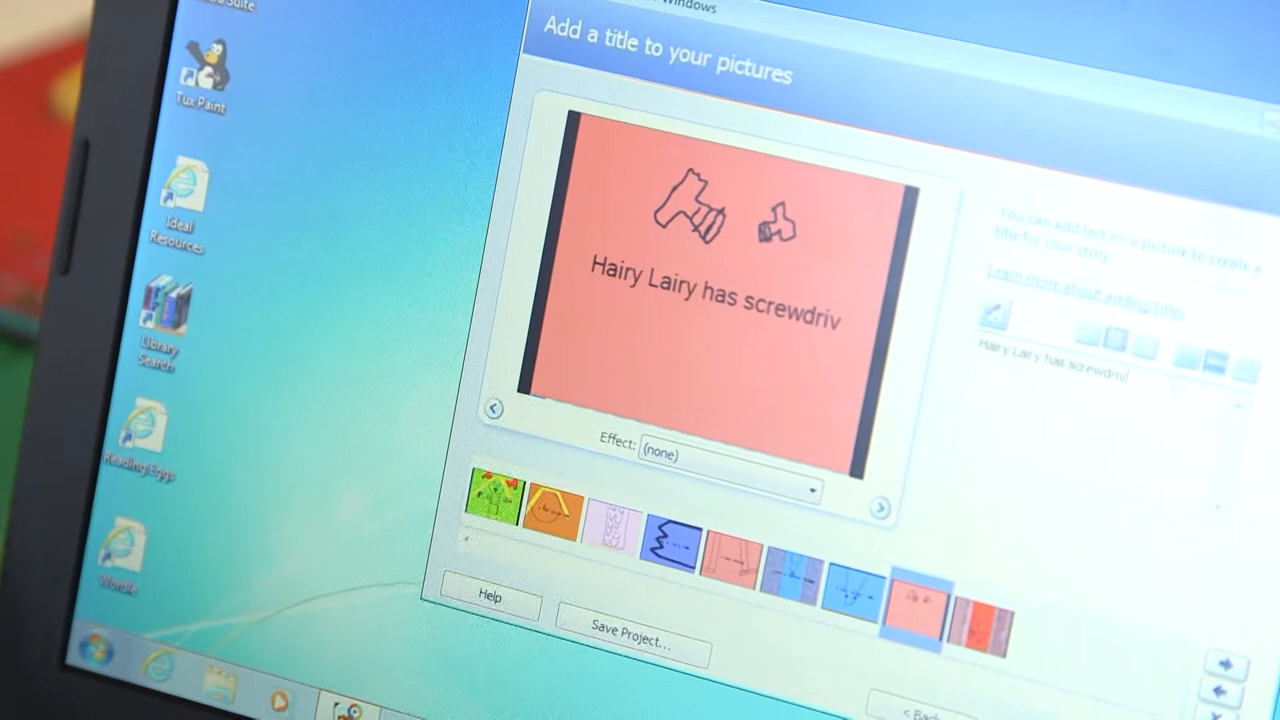 Suite
Tux Paint
Ideal
Resources
Library
Search
Reading Eggs
Wordle
Windows
Add a title to your pictures
Hairy Lairy has screwdriv
Effect: (none)
You can add text on a picture to create a
title for your story.
Learn more about adding titles
Hairy Lairy has screwdriv
Help
Save Project...
< Back